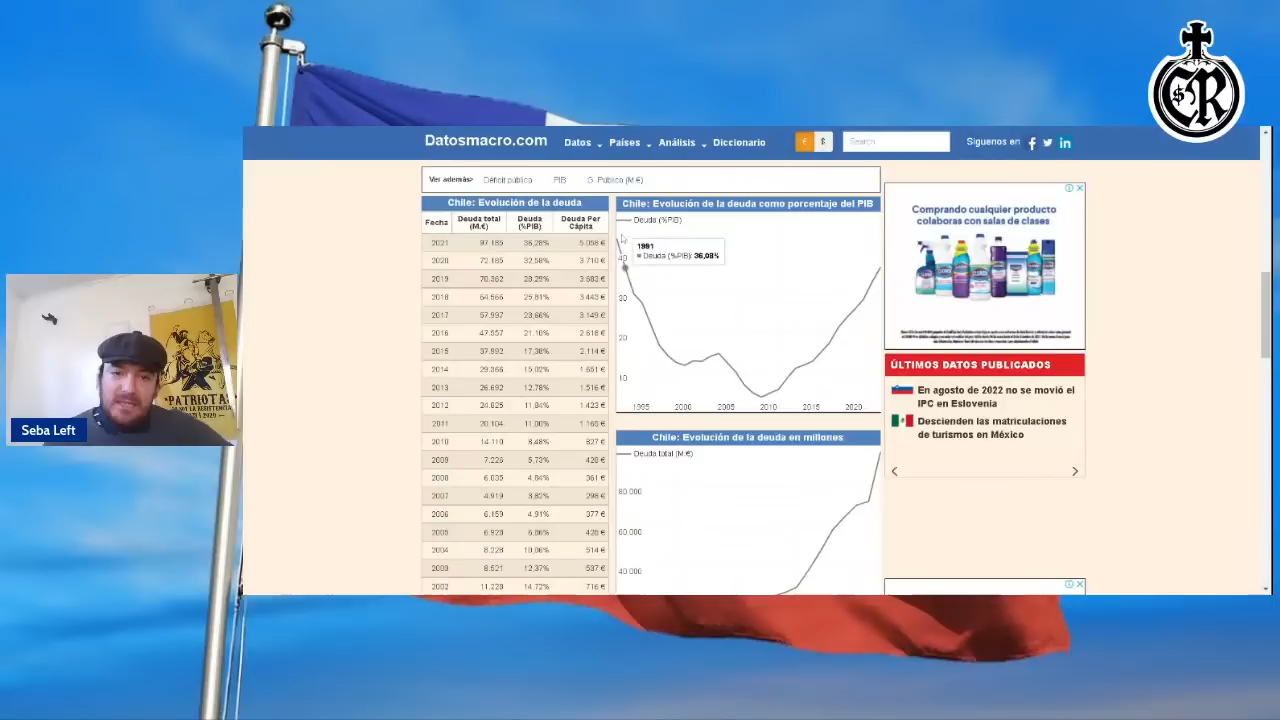 Datosmacro.com
Datos Países Análisis Diccionario
€ $
Search
Siguenos en
Ver además:
Déficit público PIB G. Público (M.€)
Chile: Evolución de la deuda
Fecha Deuda total (M.€) Deuda (%PIB) Deuda Per Cápita
2021 97.185 36,28% 5.058 €
2020 72.185 32,58% 3.710 €
2019 70.362 28,29% 3.683 €
2018 64.566 25,81% 3.443 €
2017 57.997 23,66% 3.149 €
2016 47.557 21,10% 2.618 €
2015 37.992 17,38% 2.114 €
2014 29.366 15,02% 1.651 €
2013 26.692 12,78% 1.516 €
2012 24.825 11,84% 1.423 €
2011 20.104 11,00% 1.165 €
2010 14.110 8,48% 827 €
2009 7.226 5,73% 428 €
2008 6.035 4,84% 361 €
2007 4.919 3,82% 298 €
2006 6.159 4,91% 377 €
2005 6.928 6,86% 428 €
2004 8.228 10,06% 514 €
2003 8.521 12,37% 537 €
2002 11.228 14,72% 716 €
Chile: Evolución de la deuda como porcentaje del PIB
Deuda (%PIB)
1991
Deuda (%PIB): 36,08%
40
30
20
10
1995 2000 2005 2010 2015 2020
Chile: Evolución de la deuda en millones
Deuda total (M.€)
80.000
60.000
40.000
Comprando cualquier producto
colaboras con salas de clases
CLOROX
ÚLTIMOS DATOS PUBLICADOS
En agosto de 2022 no se movió el
IPC en Eslovenia
Descienden las matriculaciones
de turismos en México
"PATRIOTAS
LA RESISTENCIA
Seba Left
C$R